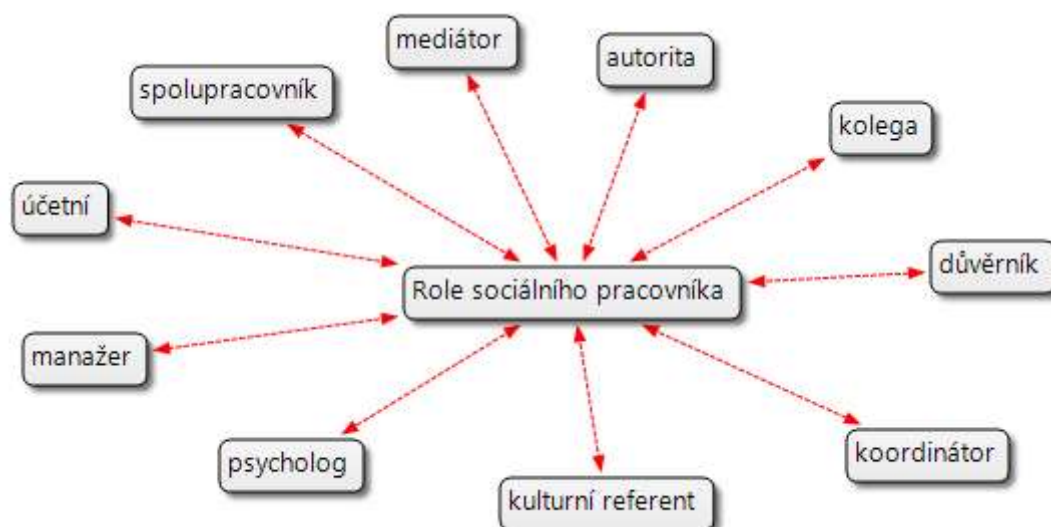 mediátor
autorita
spolupracovník
kolega
účetní
důvěrník
Role sociálního pracovníka
manažer
koordinátor
psycholog
kulturní referent